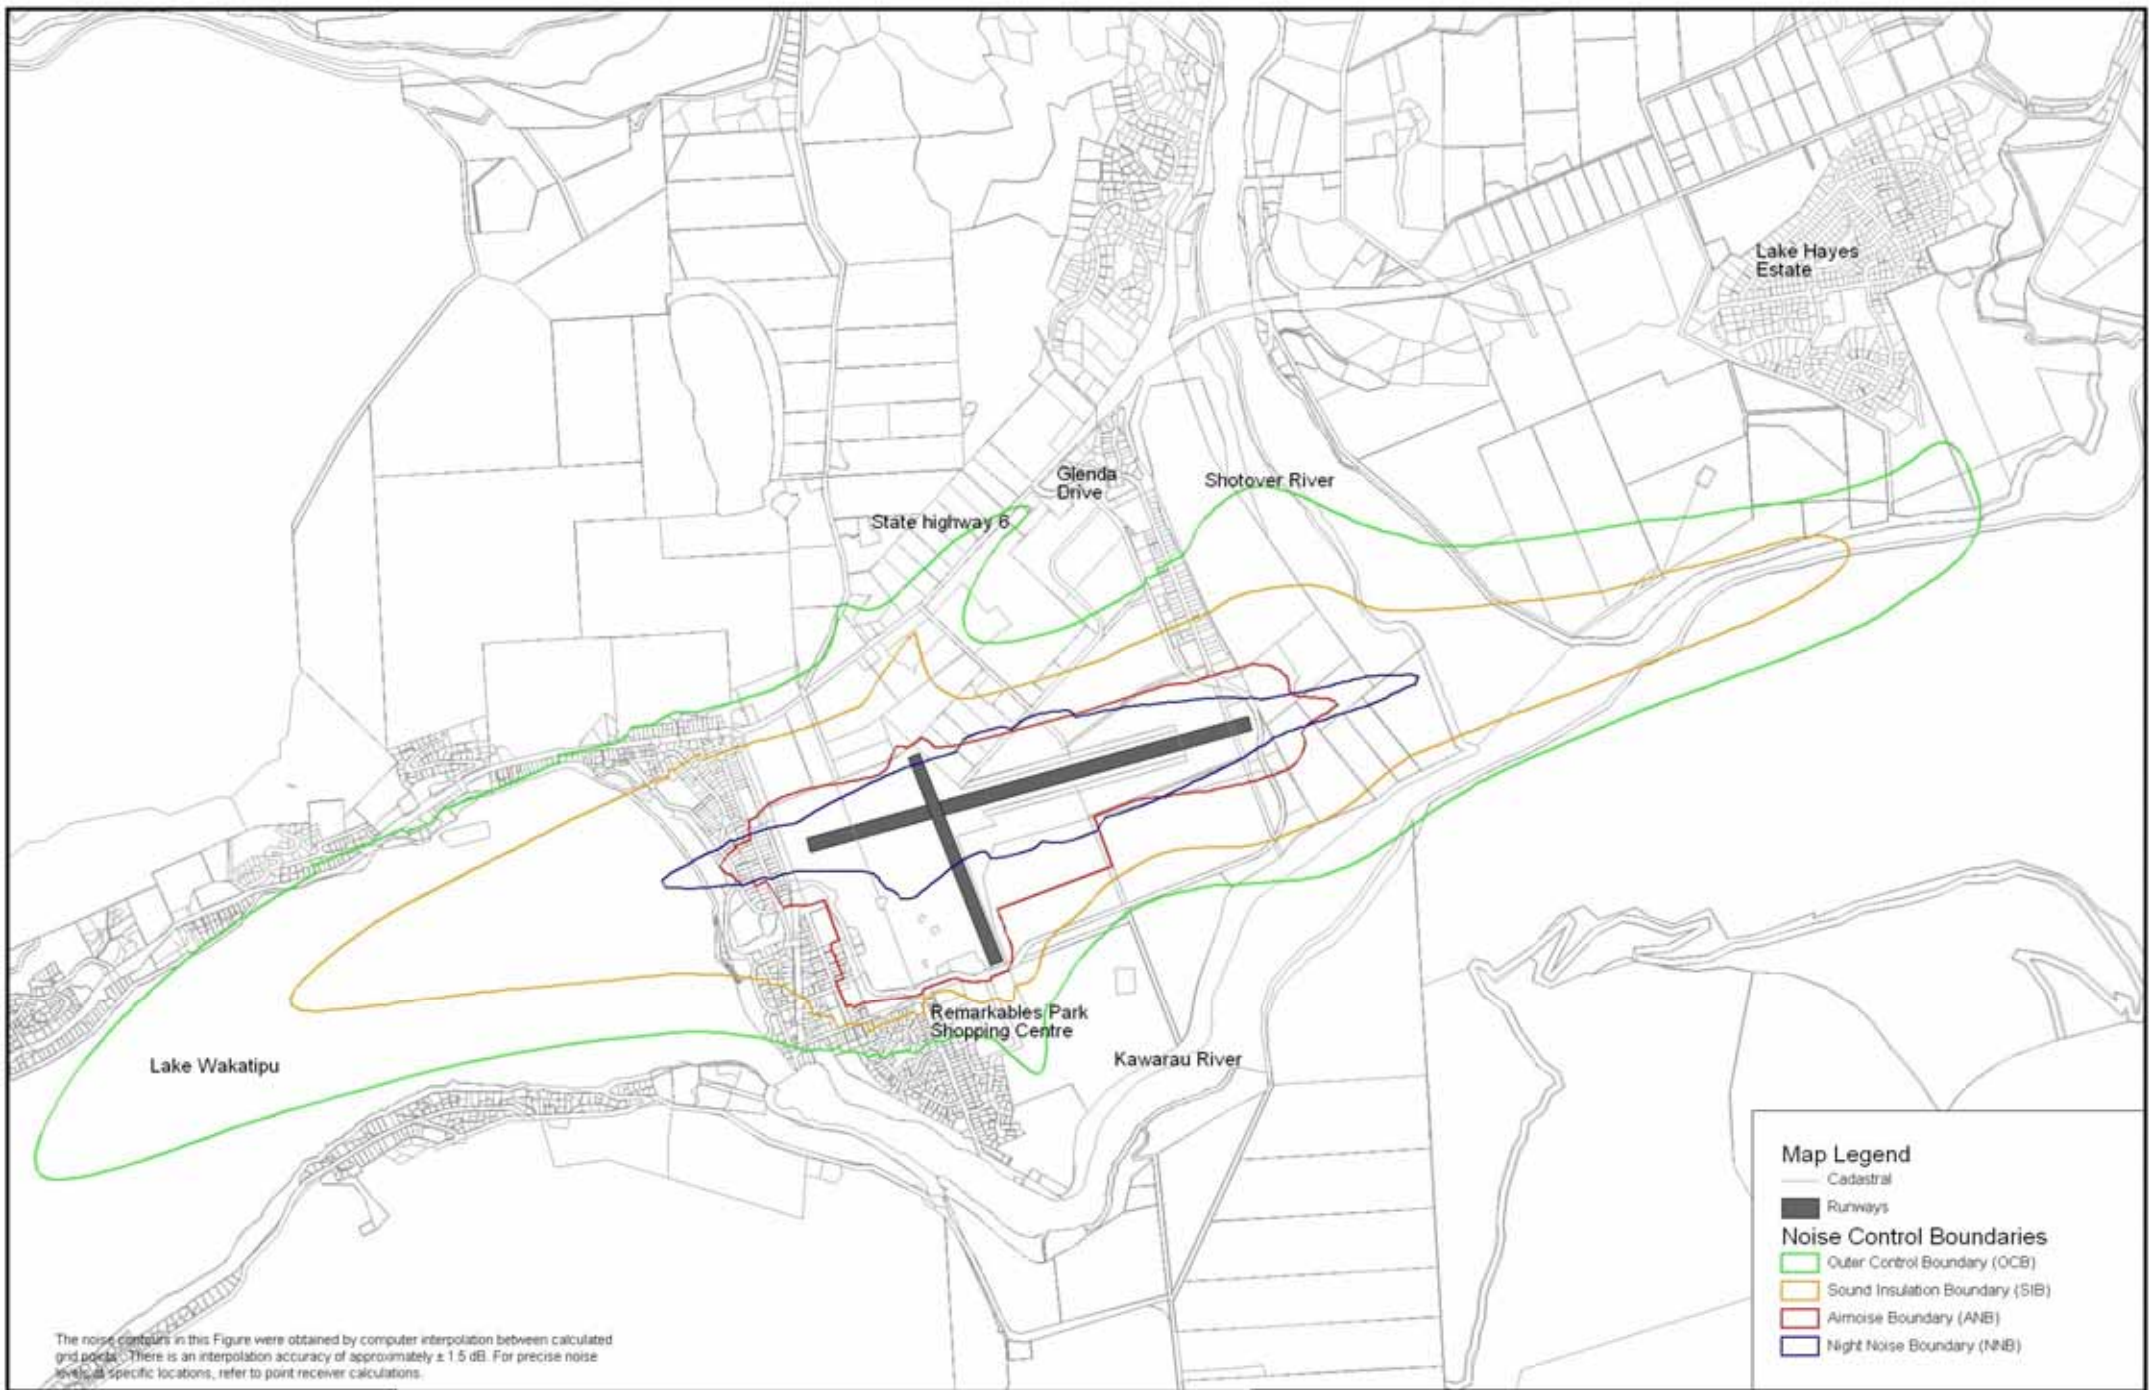 Lake Hayes
Estate
Glenda
Drive
Shotover River
State highway 6
Remarkables Park
Shopping Centre
Kawarau River
Lake Wakatipu
Map Legend
Cadastral
Runways
Noise Control Boundaries
Outer Control Boundary (OCB)
Sound Insulation Boundary (SIB)
Airnoise Boundary (ANB)
Night Noise Boundary (NNB)
The noise contours in this Figure were obtained by computer interpolation between calculated
grid points. There is an interpolation accuracy of approximately ± 1.5 dB. For precise noise
levels at specific locations, refer to point receiver calculations.